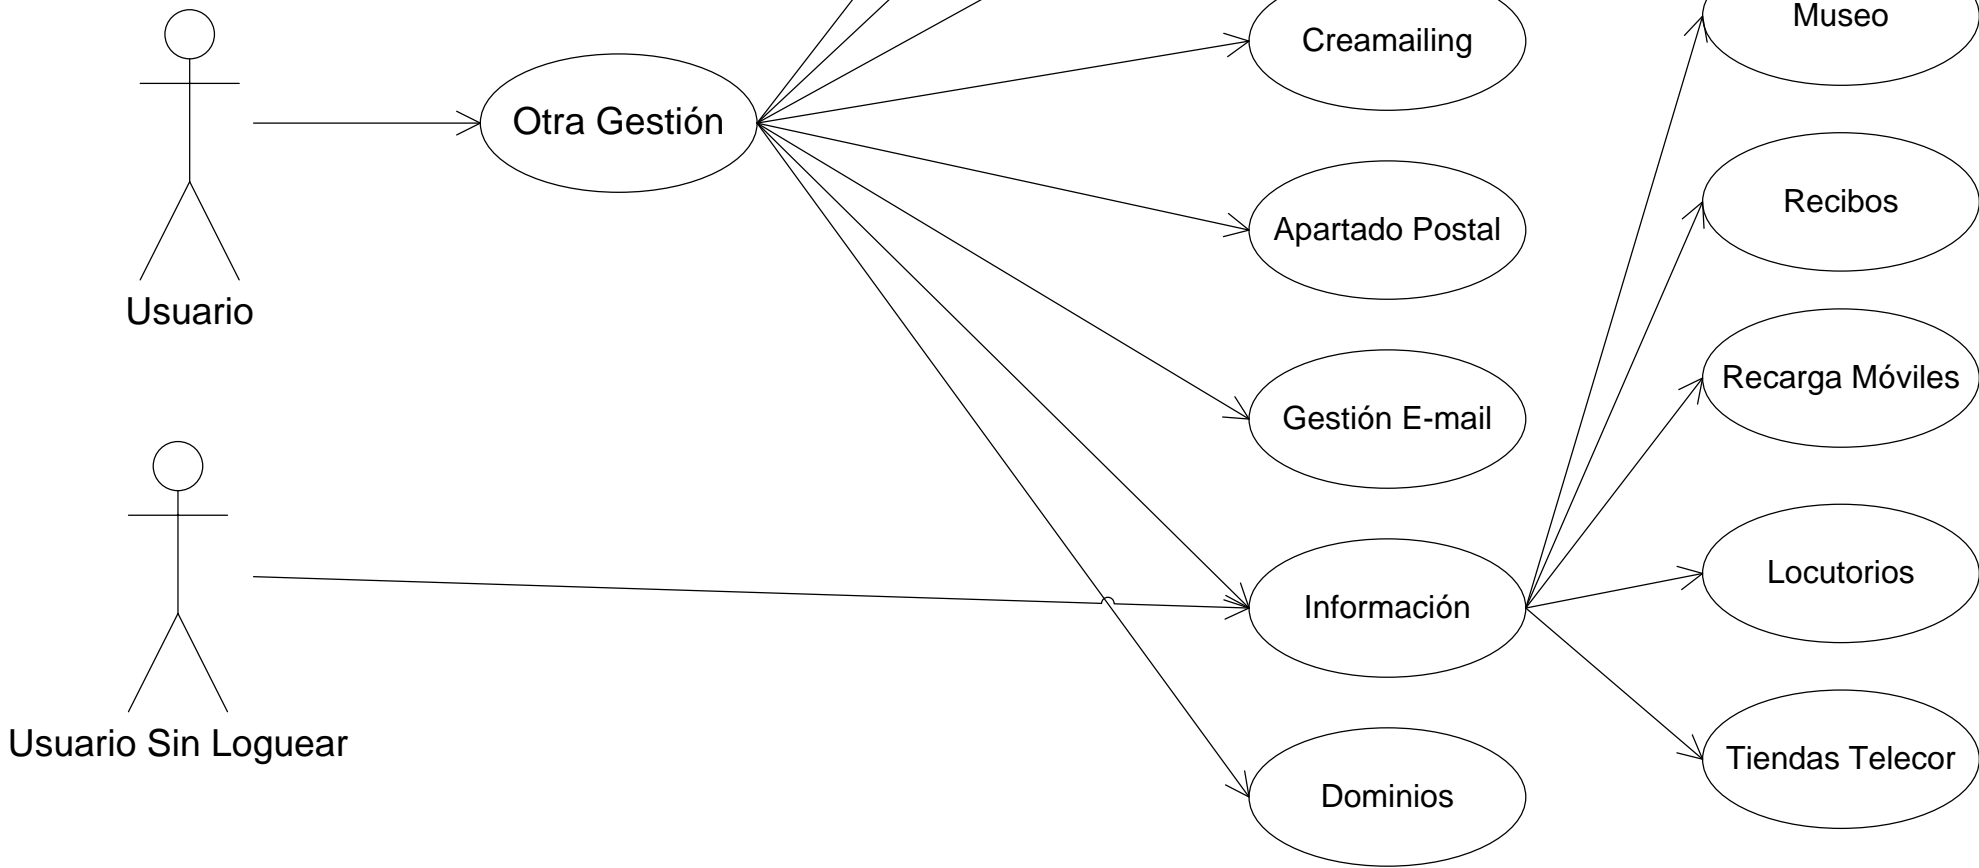 Museo
Creamailing
Otra Gestión
Recibos
Apartado Postal
Usuario
Recarga Móviles
Gestión E-mail
Locutorios
Información
Usuario Sin Loguear
Tiendas Telecor
Dominios